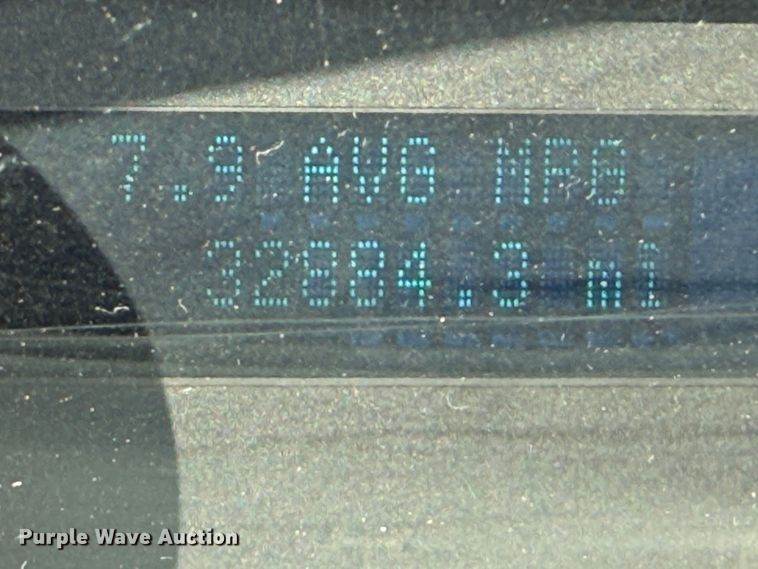 7.9 AVG MPG
32884.3 mi
Purple Wave Auction